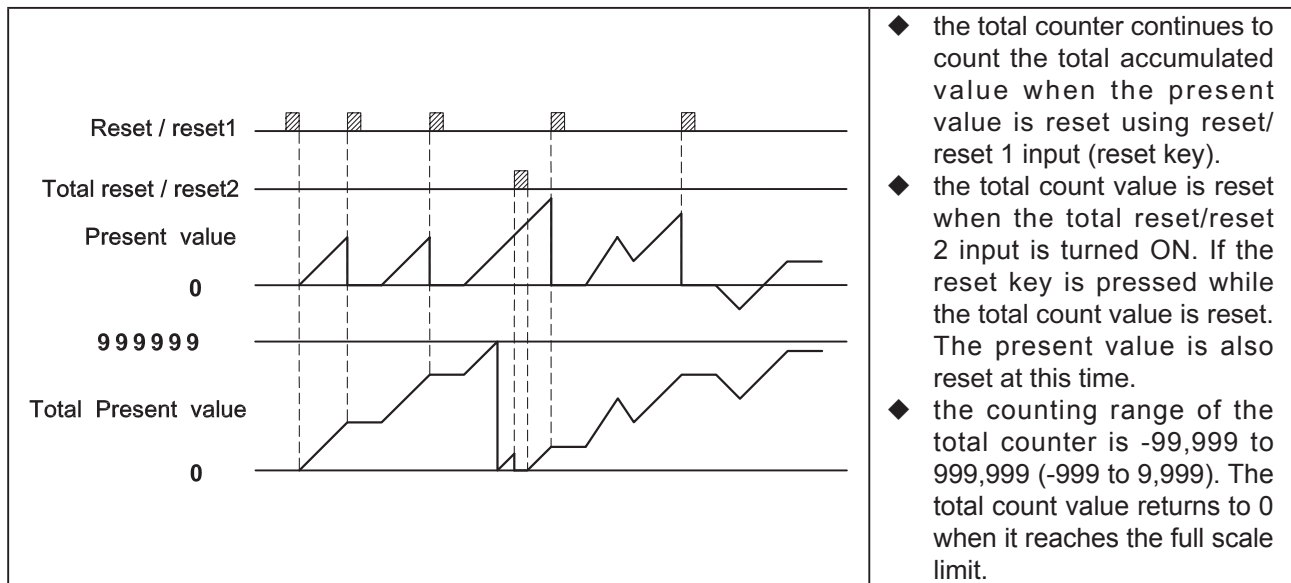 Reset / reset1
Total reset / reset2
Present value
0
999999
Total Present value
0
◆ the total counter continues to
count the total accumulated
value when the present
value is reset using reset/
reset 1 input (reset key).
◆ the total count value is reset
when the total reset/reset
2 input is turned ON. If the
reset key is pressed while
the total count value is reset.
The present value is also
reset at this time.
◆ the counting range of the
total counter is -99,999 to
999,999 (-999 to 9,999). The
total count value returns to 0
when it reaches the full scale
limit.